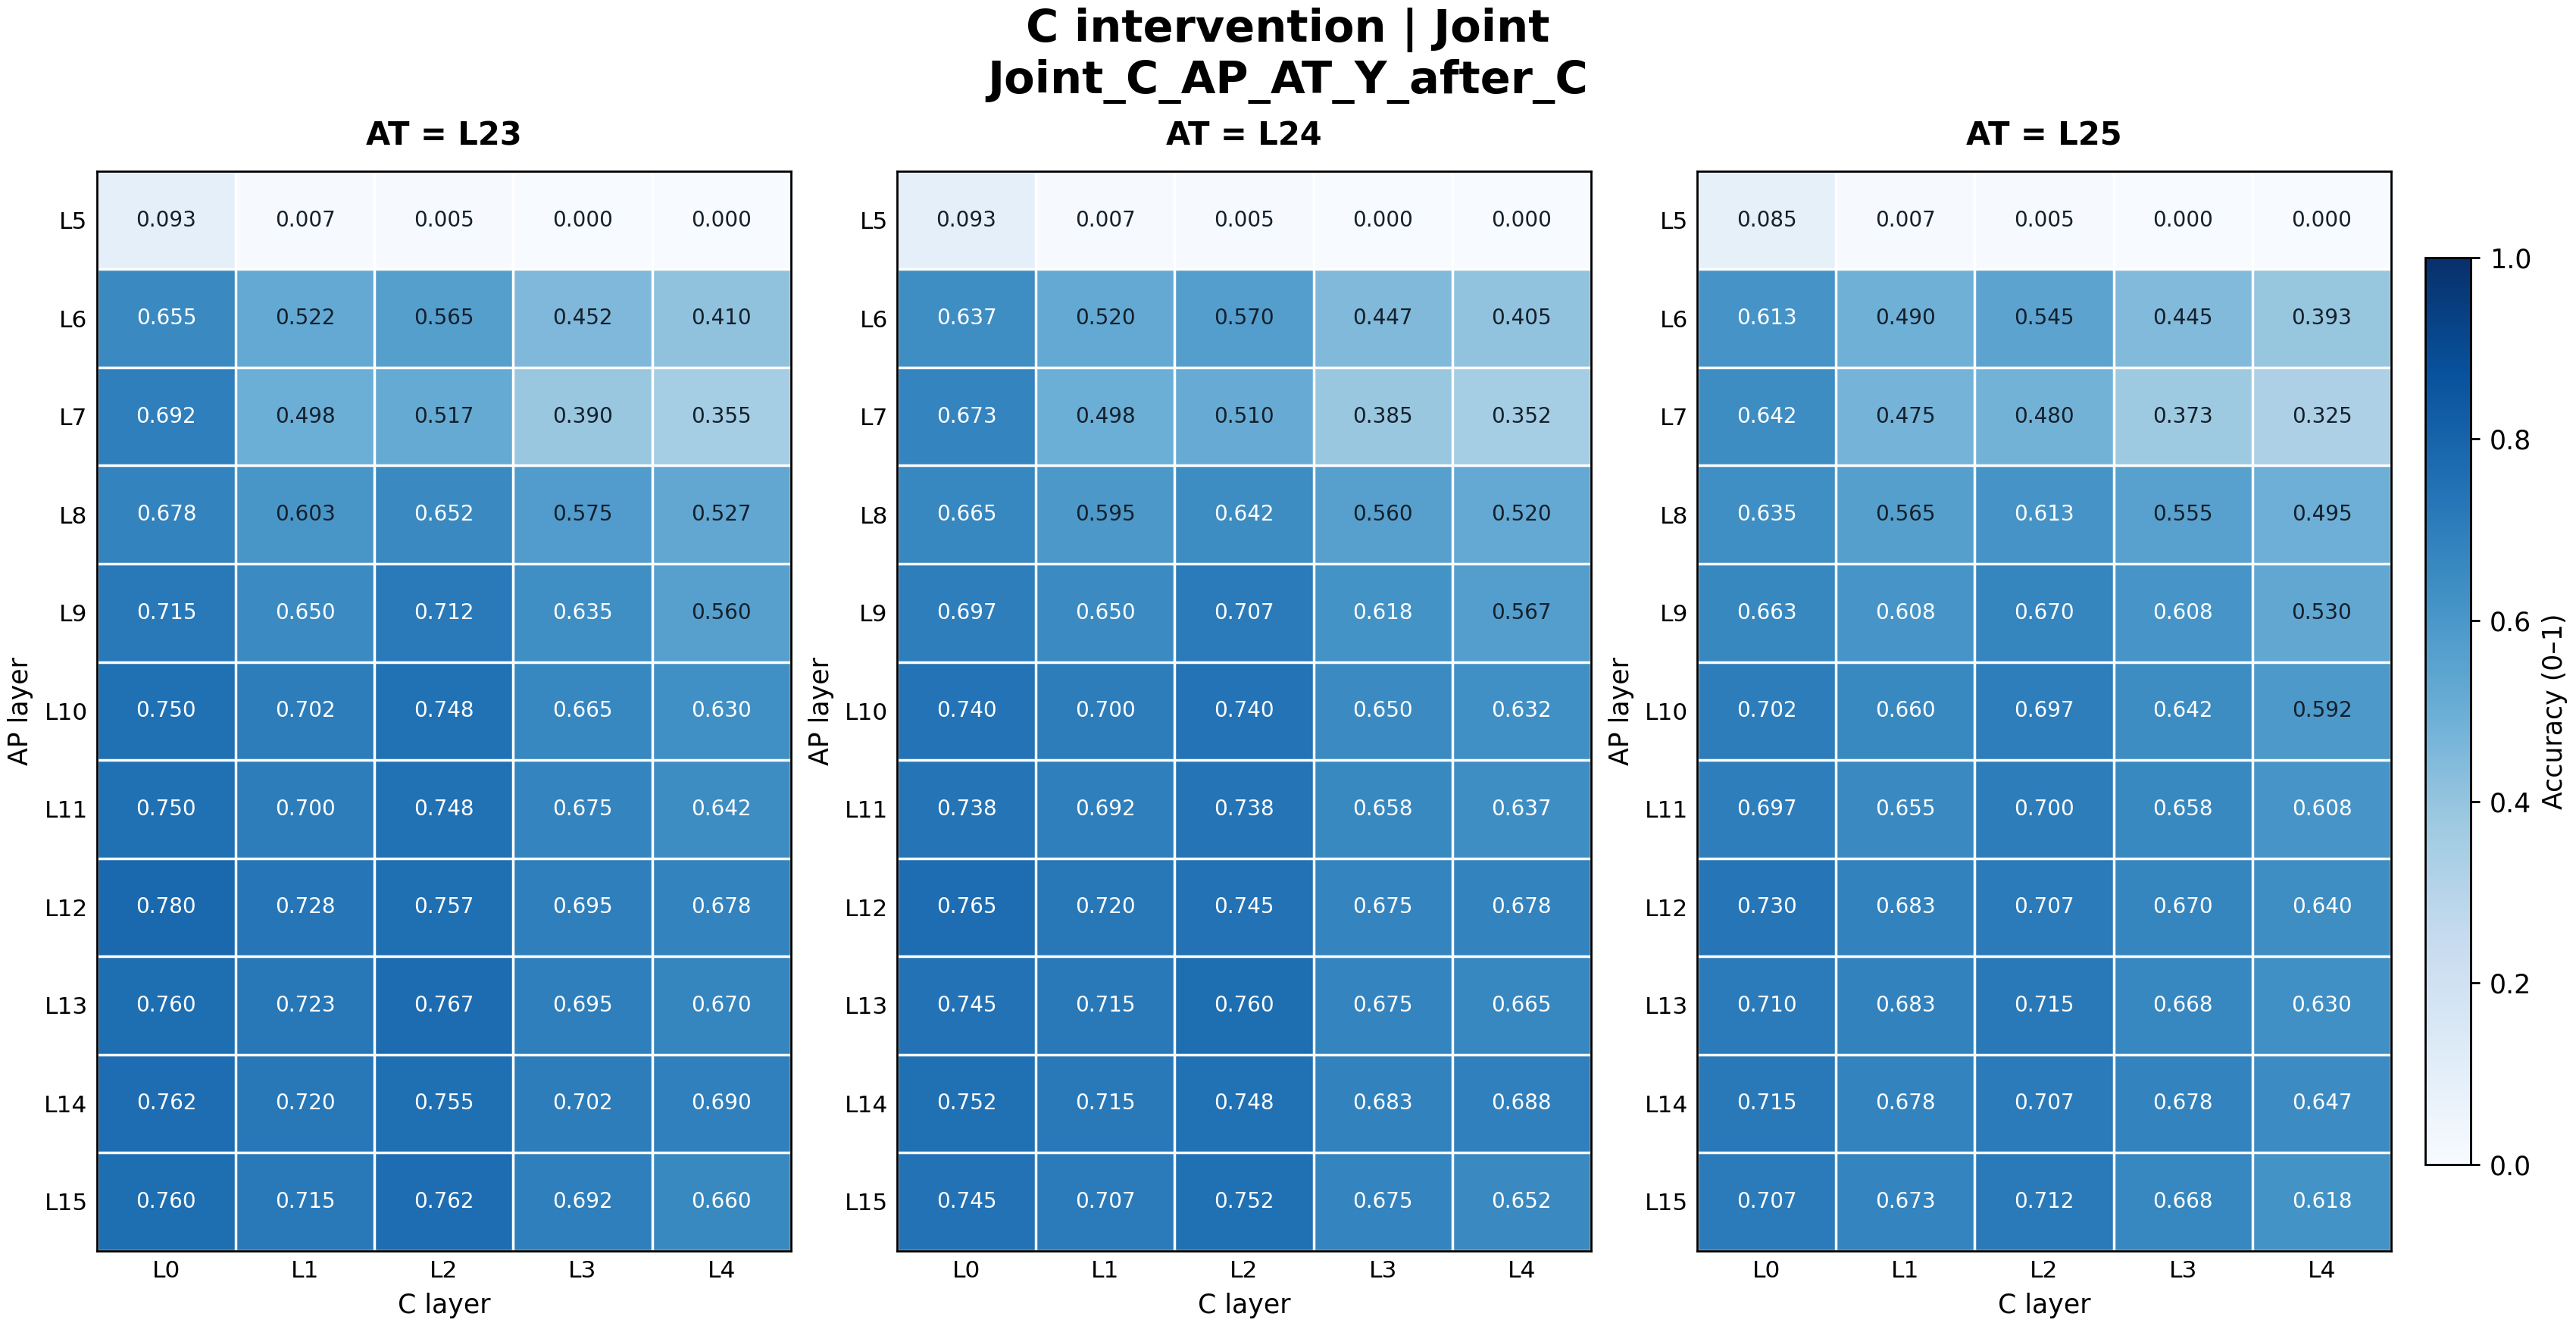 C intervention | Joint
Joint_C_AP_AT_Y_after_C
AT = L23
AP layer
L5 0.093 0.007 0.005 0.000 0.000
L6 0.655 0.522 0.565 0.452 0.410
L7 0.692 0.498 0.517 0.390 0.355
L8 0.678 0.603 0.652 0.575 0.527
L9 0.715 0.650 0.712 0.635 0.560
L10 0.750 0.702 0.748 0.665 0.630
L11 0.750 0.700 0.748 0.675 0.642
L12 0.780 0.728 0.757 0.695 0.678
L13 0.760 0.723 0.767 0.695 0.670
L14 0.762 0.720 0.755 0.702 0.690
L15 0.760 0.715 0.762 0.692 0.660
L0 L1 L2 L3 L4
C layer
AT = L24
AP layer
L5 0.093 0.007 0.005 0.000 0.000
L6 0.637 0.520 0.570 0.447 0.405
L7 0.673 0.498 0.510 0.385 0.352
L8 0.665 0.595 0.642 0.560 0.520
L9 0.697 0.650 0.707 0.618 0.567
L10 0.740 0.700 0.740 0.650 0.632
L11 0.738 0.692 0.738 0.658 0.637
L12 0.765 0.720 0.745 0.675 0.678
L13 0.745 0.715 0.760 0.675 0.665
L14 0.752 0.715 0.748 0.683 0.688
L15 0.745 0.707 0.752 0.675 0.652
L0 L1 L2 L3 L4
C layer
AT = L25
AP layer
L5 0.085 0.007 0.005 0.000 0.000
L6 0.613 0.490 0.545 0.445 0.393
L7 0.642 0.475 0.480 0.373 0.325
L8 0.635 0.565 0.613 0.555 0.495
L9 0.663 0.608 0.670 0.608 0.530
L10 0.702 0.660 0.697 0.642 0.592
L11 0.697 0.655 0.700 0.658 0.608
L12 0.730 0.683 0.707 0.670 0.640
L13 0.710 0.683 0.715 0.668 0.630
L14 0.715 0.678 0.707 0.678 0.647
L15 0.707 0.673 0.712 0.668 0.618
L0 L1 L2 L3 L4
C layer
1.0
0.8
0.6
0.4
0.2
0.0
Accuracy (0–1)